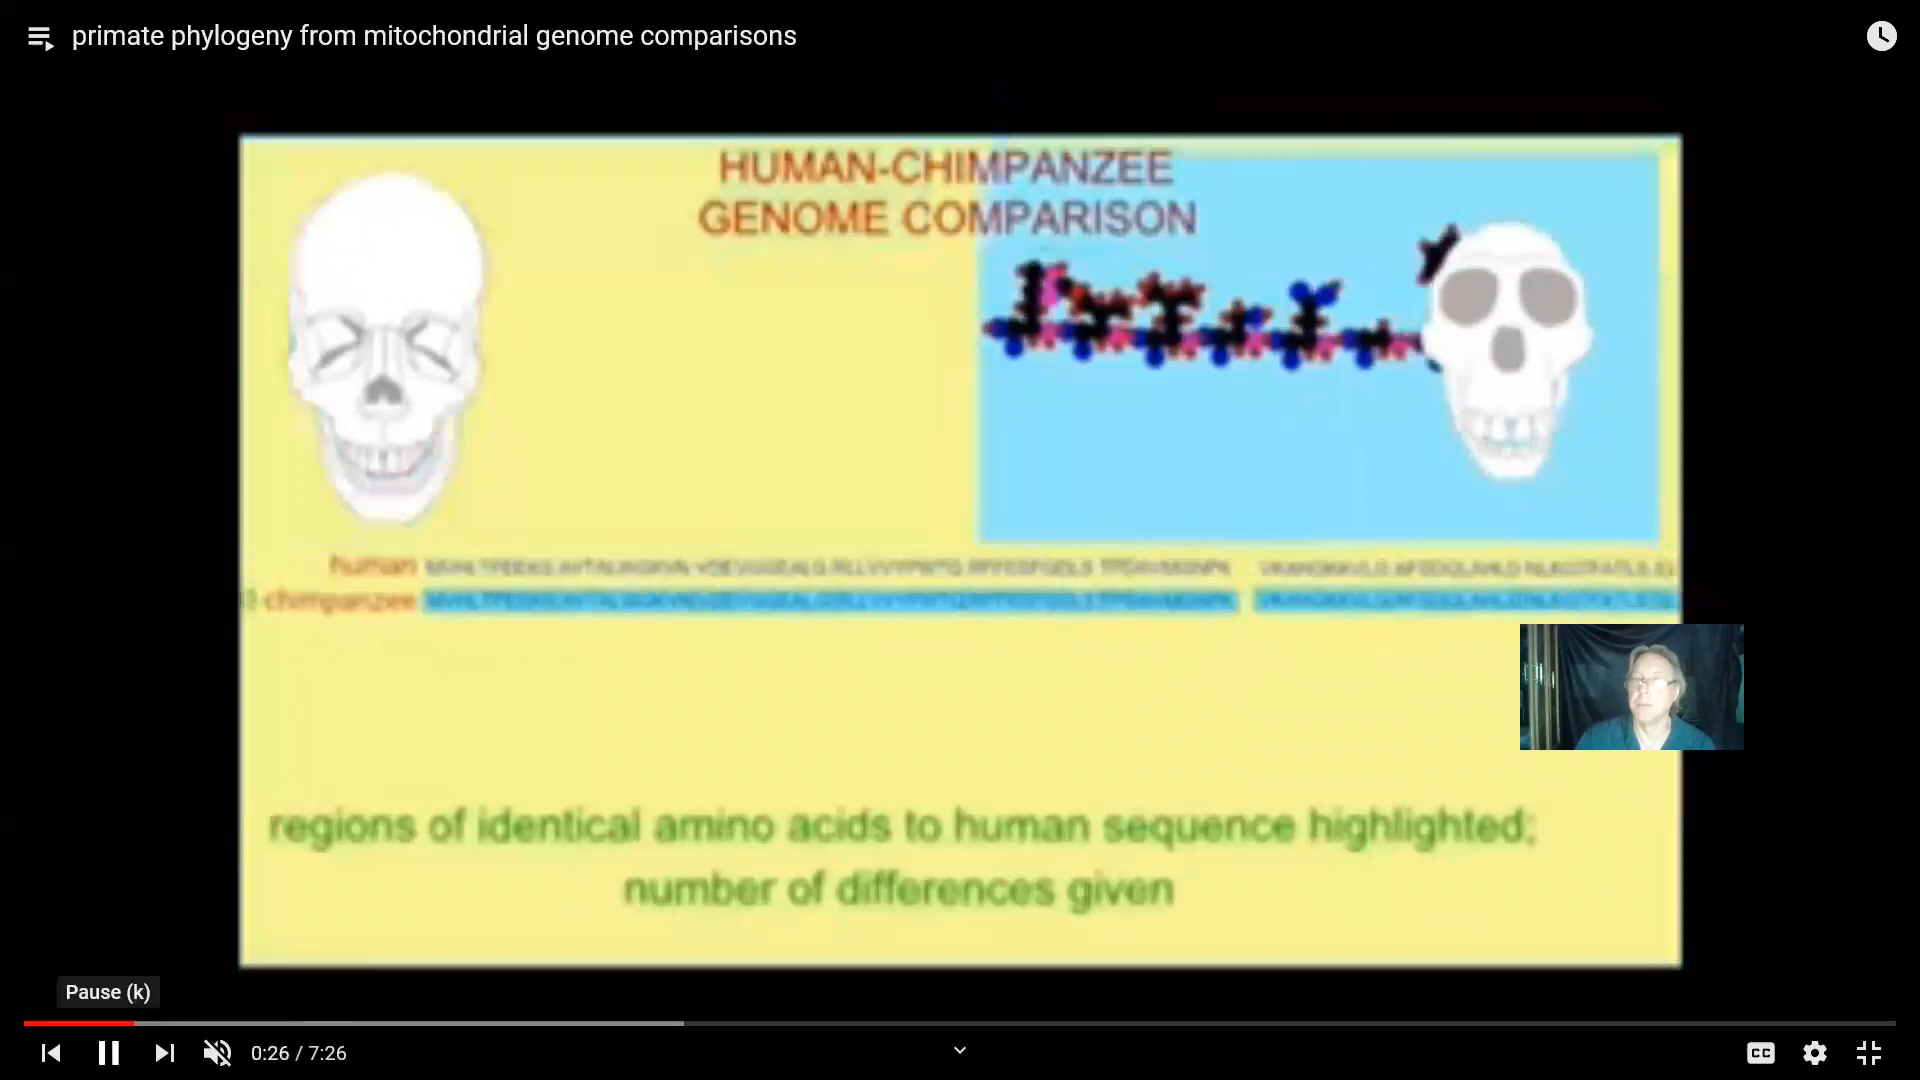 primate phylogeny from mitochondrial genome comparisons
HUMAN-CHIMPANZEE
GENOME COMPARISON
human
chimpanzee
regions of identical amino acids to human sequence highlighted;
number of differences given
Pause (k)
0:26 / 7:26
CC